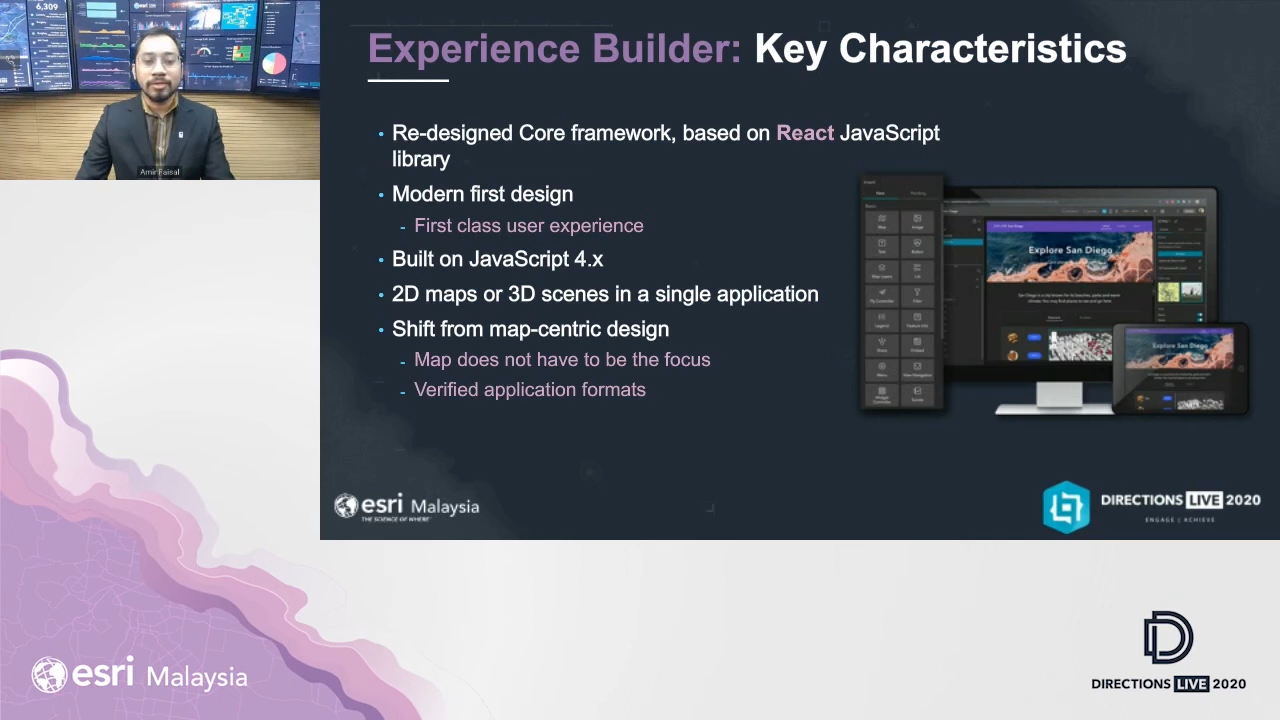 6,309
Amir Faisal
Experience Builder: Key Characteristics
• Re-designed Core framework, based on React JavaScript
library
• Modern first design
- First class user experience
• Built on JavaScript 4.x
• 2D maps or 3D scenes in a single application
• Shift from map-centric design
- Map does not have to be the focus
- Verified application formats
Explore San Diego
Explore San Diego
esri Malaysia
THE SCIENCE OF WHERE
DIRECTIONS LIVE 2020
ENGAGE | ACHIEVE
esri Malaysia
DIRECTIONS LIVE 2020